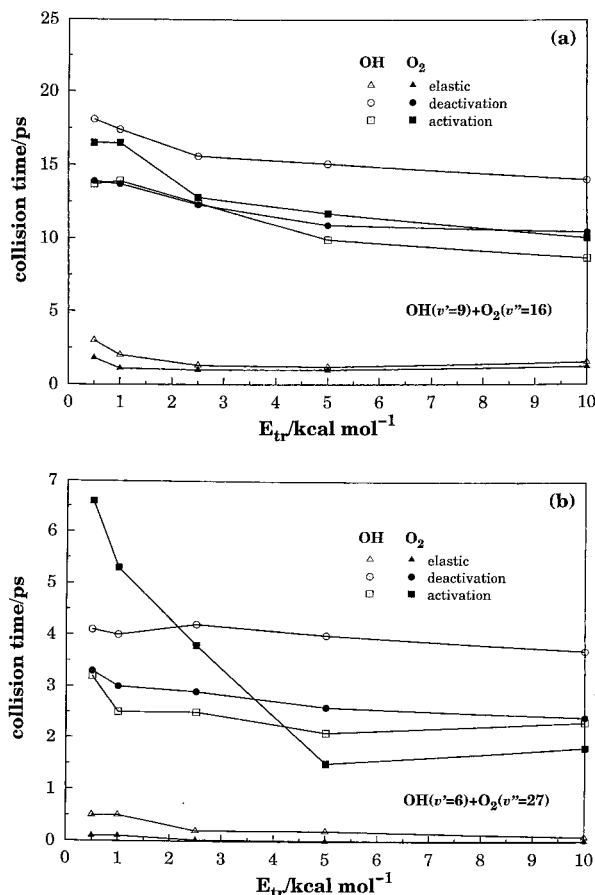 (a)
25
20
15
10
5
0
collision time/ps
OH O₂
△ ▲ elastic
○ ● deactivation
□ ■ activation
OH(v'=9)+O₂(v''=16)
0 1 2 3 4 5 6 7 8 9 10
E_tr/kcal mol⁻¹
(b)
7
6
5
4
3
2
1
0
collision time/ps
OH O₂
△ ▲ elastic
○ ● deactivation
□ ■ activation
OH(v'=6)+O₂(v''=27)
0 1 2 3 4 5 6 7 8 9 10
E_tr/kcal mol⁻¹